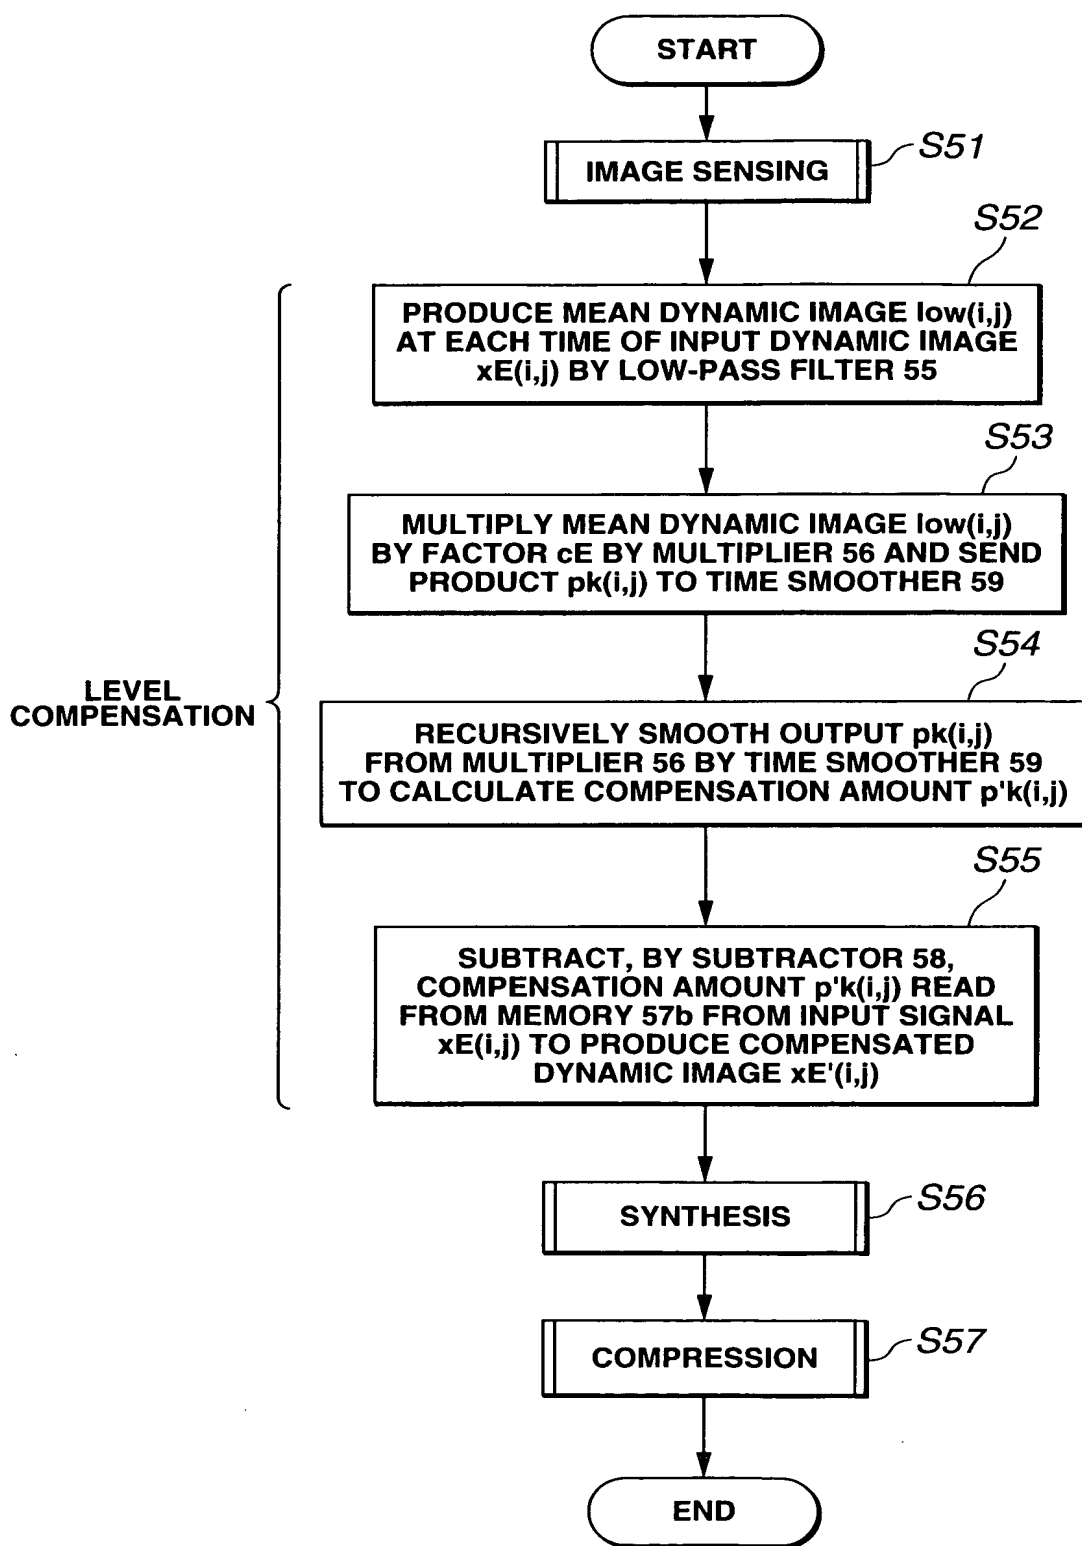 START
IMAGE SENSING
S51
S52
PRODUCE MEAN DYNAMIC IMAGE low(i,j)
AT EACH TIME OF INPUT DYNAMIC IMAGE
xE(i,j) BY LOW-PASS FILTER 55
S53
MULTIPLY MEAN DYNAMIC IMAGE low(i,j)
BY FACTOR cE BY MULTIPLIER 56 AND SEND
PRODUCT pk(i,j) TO TIME SMOOTHER 59
S54
LEVEL
COMPENSATION
RECURSIVELY SMOOTH OUTPUT pk(i,j)
FROM MULTIPLIER 56 BY TIME SMOOTHER 59
TO CALCULATE COMPENSATION AMOUNT p'k(i,j)
S55
SUBTRACT, BY SUBTRACTOR 58,
COMPENSATION AMOUNT p'k(i,j) READ
FROM MEMORY 57b FROM INPUT SIGNAL
xE(i,j) TO PRODUCE COMPENSATED
DYNAMIC IMAGE xE'(i,j)
SYNTHESIS
S56
COMPRESSION
S57
END